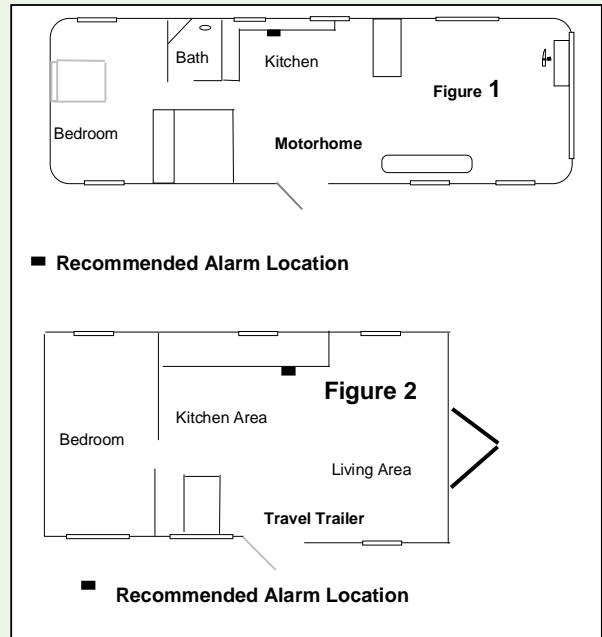 Bath
Kitchen
Figure 1
Bedroom
Motorhome
Recommended Alarm Location
Figure 2
Kitchen Area
Bedroom
Living Area
Travel Trailer
Recommended Alarm Location